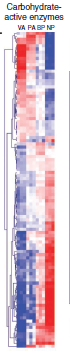 Carbohydrate-
active enzymes
VA PA BP NP